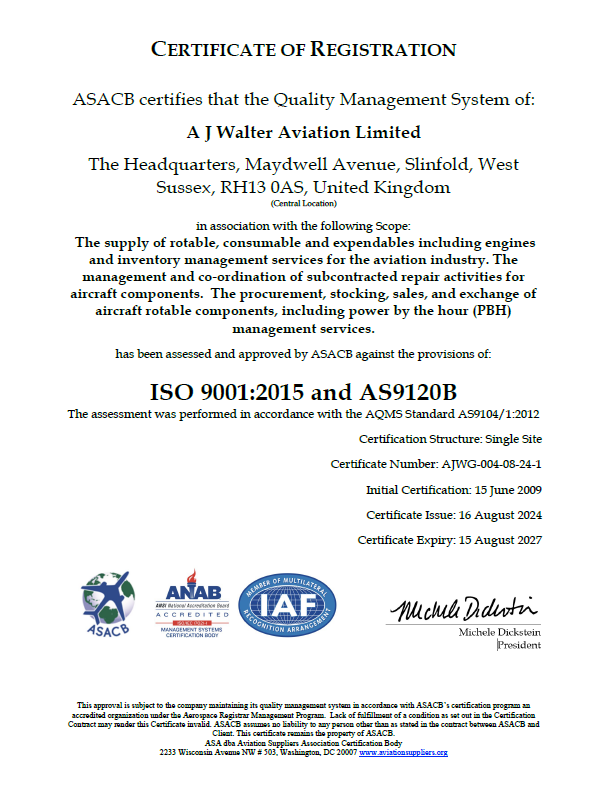 CERTIFICATE OF REGISTRATION
ASACB certifies that the Quality Management System of:
A J Walter Aviation Limited
The Headquarters, Maydwell Avenue, Slinfold, West
Sussex, RH13 0AS, United Kingdom
(Central Location)
in association with the following Scope:
The supply of rotable, consumable and expendables including engines
and inventory management services for the aviation industry. The
management and co-ordination of subcontracted repair activities for
aircraft components.  The procurement, stocking, sales, and exchange of
aircraft rotable components, including power by the hour (PBH)
management services.
has been assessed and approved by ASACB against the provisions of:
ISO 9001:2015 and AS9120B
The assessment was performed in accordance with the AQMS Standard AS9104/1:2012
Certification Structure: Single Site
Certificate Number: AJWG-004-08-24-1
Initial Certification: 15 June 2009
Certificate Issue: 16 August 2024
Certificate Expiry: 15 August 2027
ASACB
ANAB
ANSI National Accreditation Board
ACCREDITED
MANAGEMENT SYSTEMS
CERTIFICATION BODY
MEMBER OF MULTILATERAL
IAF
RECOGNITION ARRANGEMENT
Michele Dickstein
Michele Dickstein
President
This approval is subject to the company maintaining its quality management system in accordance with ASACB's certification program an
accredited organization under the Aerospace Registrar Management Program.  Lack of fulfillment of a condition as set out in the Certification
Contract may render this Certificate invalid. ASACB assumes no liability to any person other than as stated in the contract between ASACB and
Client. This certificate remains the property of ASACB.
ASA dba Aviation Suppliers Association Certification Body
2233 Wisconsin Avenue NW # 503, Washington, DC 20007 www.aviationsuppliers.org